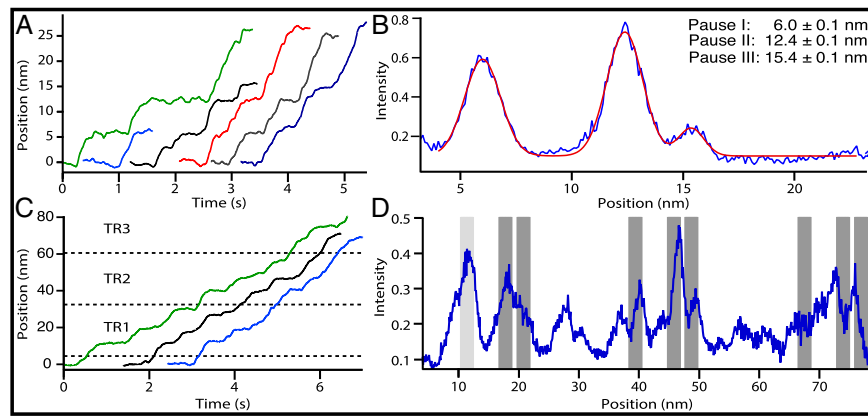 A
25
20
15
10
5
0
Position (nm)
0 1 2 3 4 5
Time (s)
B
0.8
0.6
0.4
0.2
Intensity
Pause I: 6.0 ± 0.1 nm
Pause II: 12.4 ± 0.1 nm
Pause III: 15.4 ± 0.1 nm
5 10 15 20
Position (nm)
C
80
60
40
20
0
Position (nm)
TR3
TR2
TR1
0 2 4 6
Time (s)
D
0.5
0.4
0.3
0.2
0.1
Intensity
10 20 30 40 50 60 70
Position (nm)